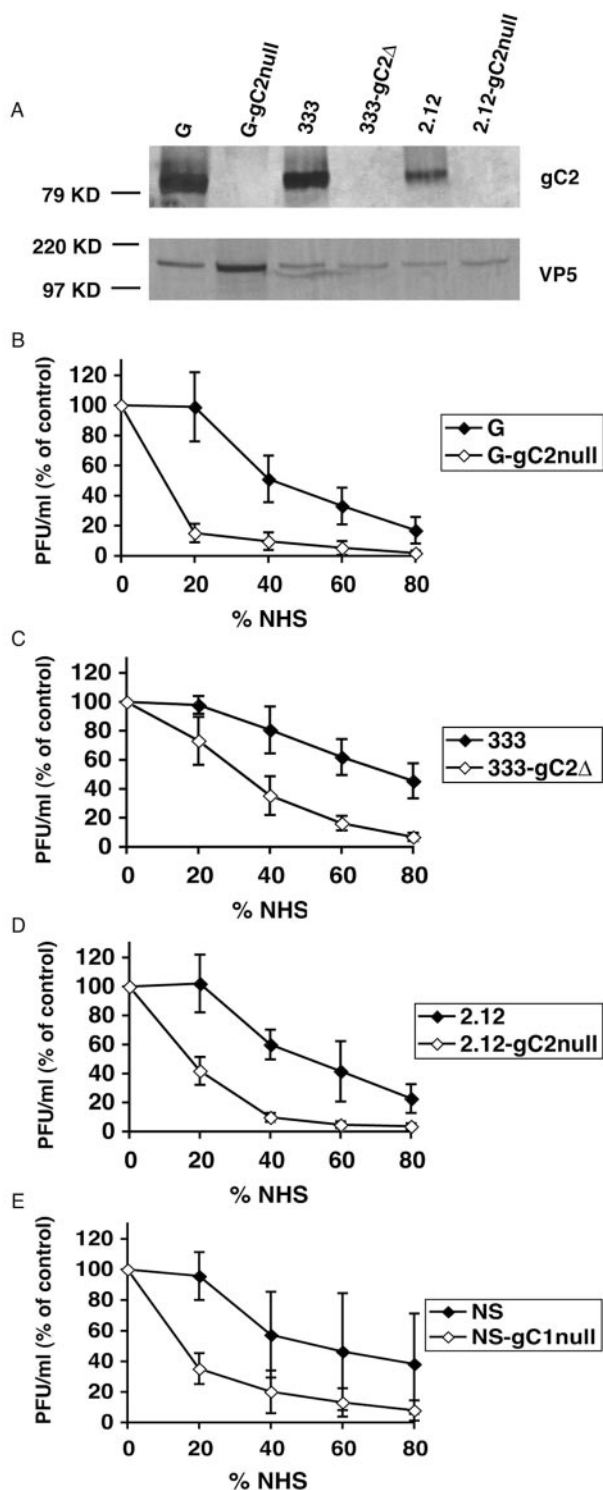 A
G
G-gC2null
333
333-gC2Δ
2.12
2.12-gC2null
79 KD
gC2
220 KD
97 KD
VP5
B
PFU/ml (% of control)
120
100
80
60
40
20
0
0 20 40 60 80
% NHS
G
G-gC2null
C
PFU/ml (% of control)
120
100
80
60
40
20
0
0 20 40 60 80
% NHS
333
333-gC2Δ
D
PFU/ml (% of control)
120
100
80
60
40
20
0
0 20 40 60 80
% NHS
2.12
2.12-gC2null
E
PFU/ml (% of control)
120
100
80
60
40
20
0
0 20 40 60 80
% NHS
NS
NS-gC1null